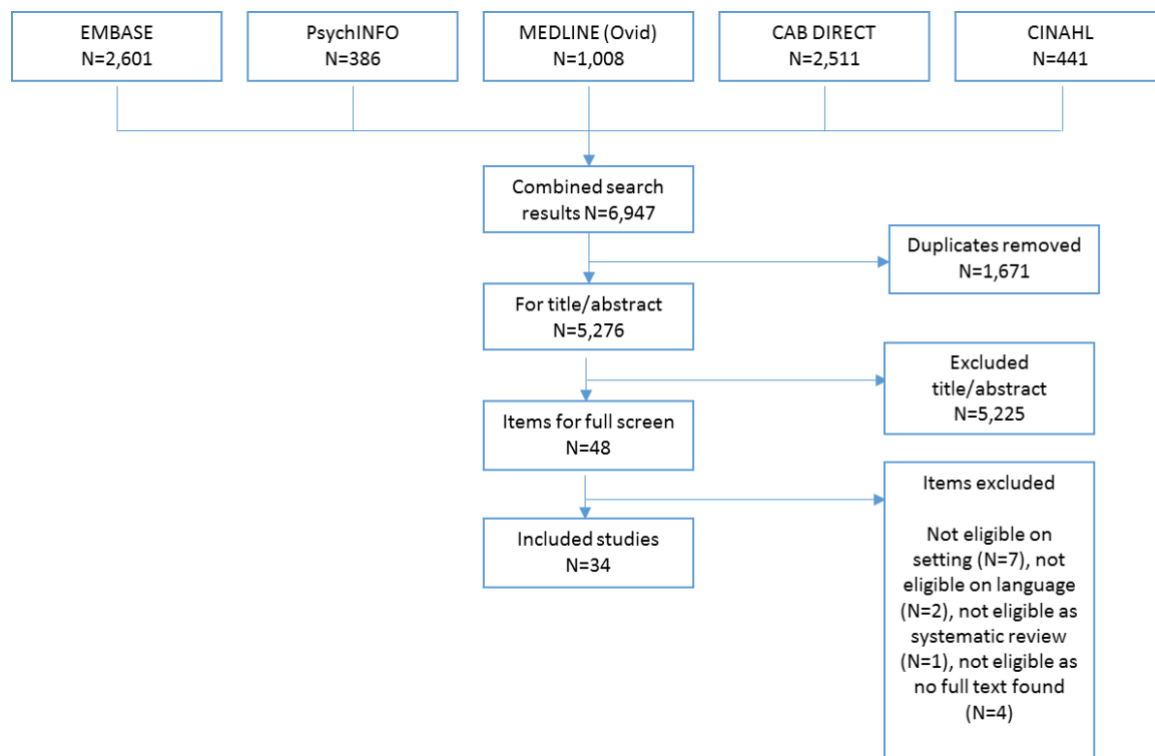 EMBASE
N=2,601
PsychINFO
N=386
MEDLINE (Ovid)
N=1,008
CAB DIRECT
N=2,511
CINAHL
N=441
Combined search
results N=6,947
Duplicates removed
N=1,671
For title/abstract
N=5,276
Excluded
title/abstract
N=5,225
Items for full screen
N=48
Items excluded
Not eligible on
setting (N=7), not
eligible on language
(N=2), not eligible as
systematic review
(N=1), not eligible as
no full text found
(N=4)
Included studies
N=34